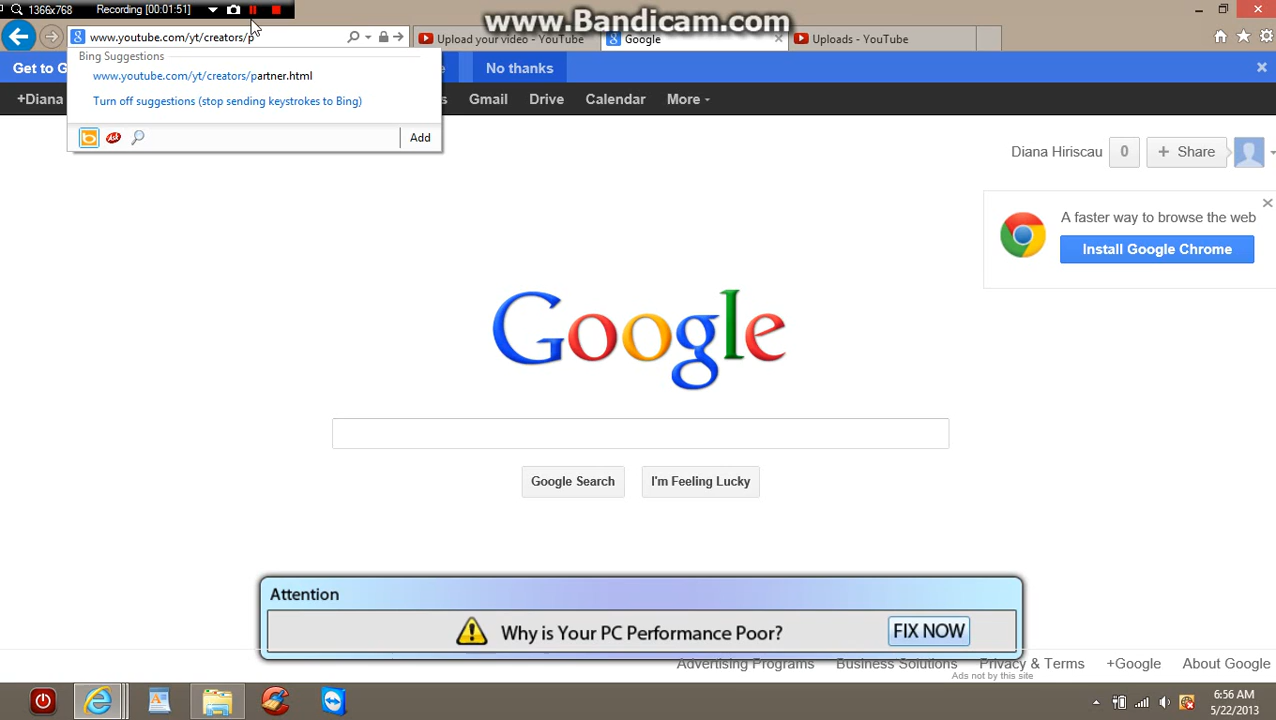 1366x768 Recording [00:01:51]
www.Bandicam.com
www.youtube.com/yt/creators/p
Upload your video - YouTube
Google
Uploads - YouTube
Bing Suggestions
www.youtube.com/yt/creators/partner.html
Turn off suggestions (stop sending keystrokes to Bing)
Ask
Add
Get to G
e
No thanks
+Diana
s Gmail Drive Calendar More
Diana Hiriscau 0 + Share
A faster way to browse the web
Install Google Chrome
Google
Google Search
I'm Feeling Lucky
Attention
Why is Your PC Performance Poor?
FIX NOW
Advertising Programs Business Solutions Privacy & Terms +Google About Google
Ads not by this site
6:56 AM
5/22/2013